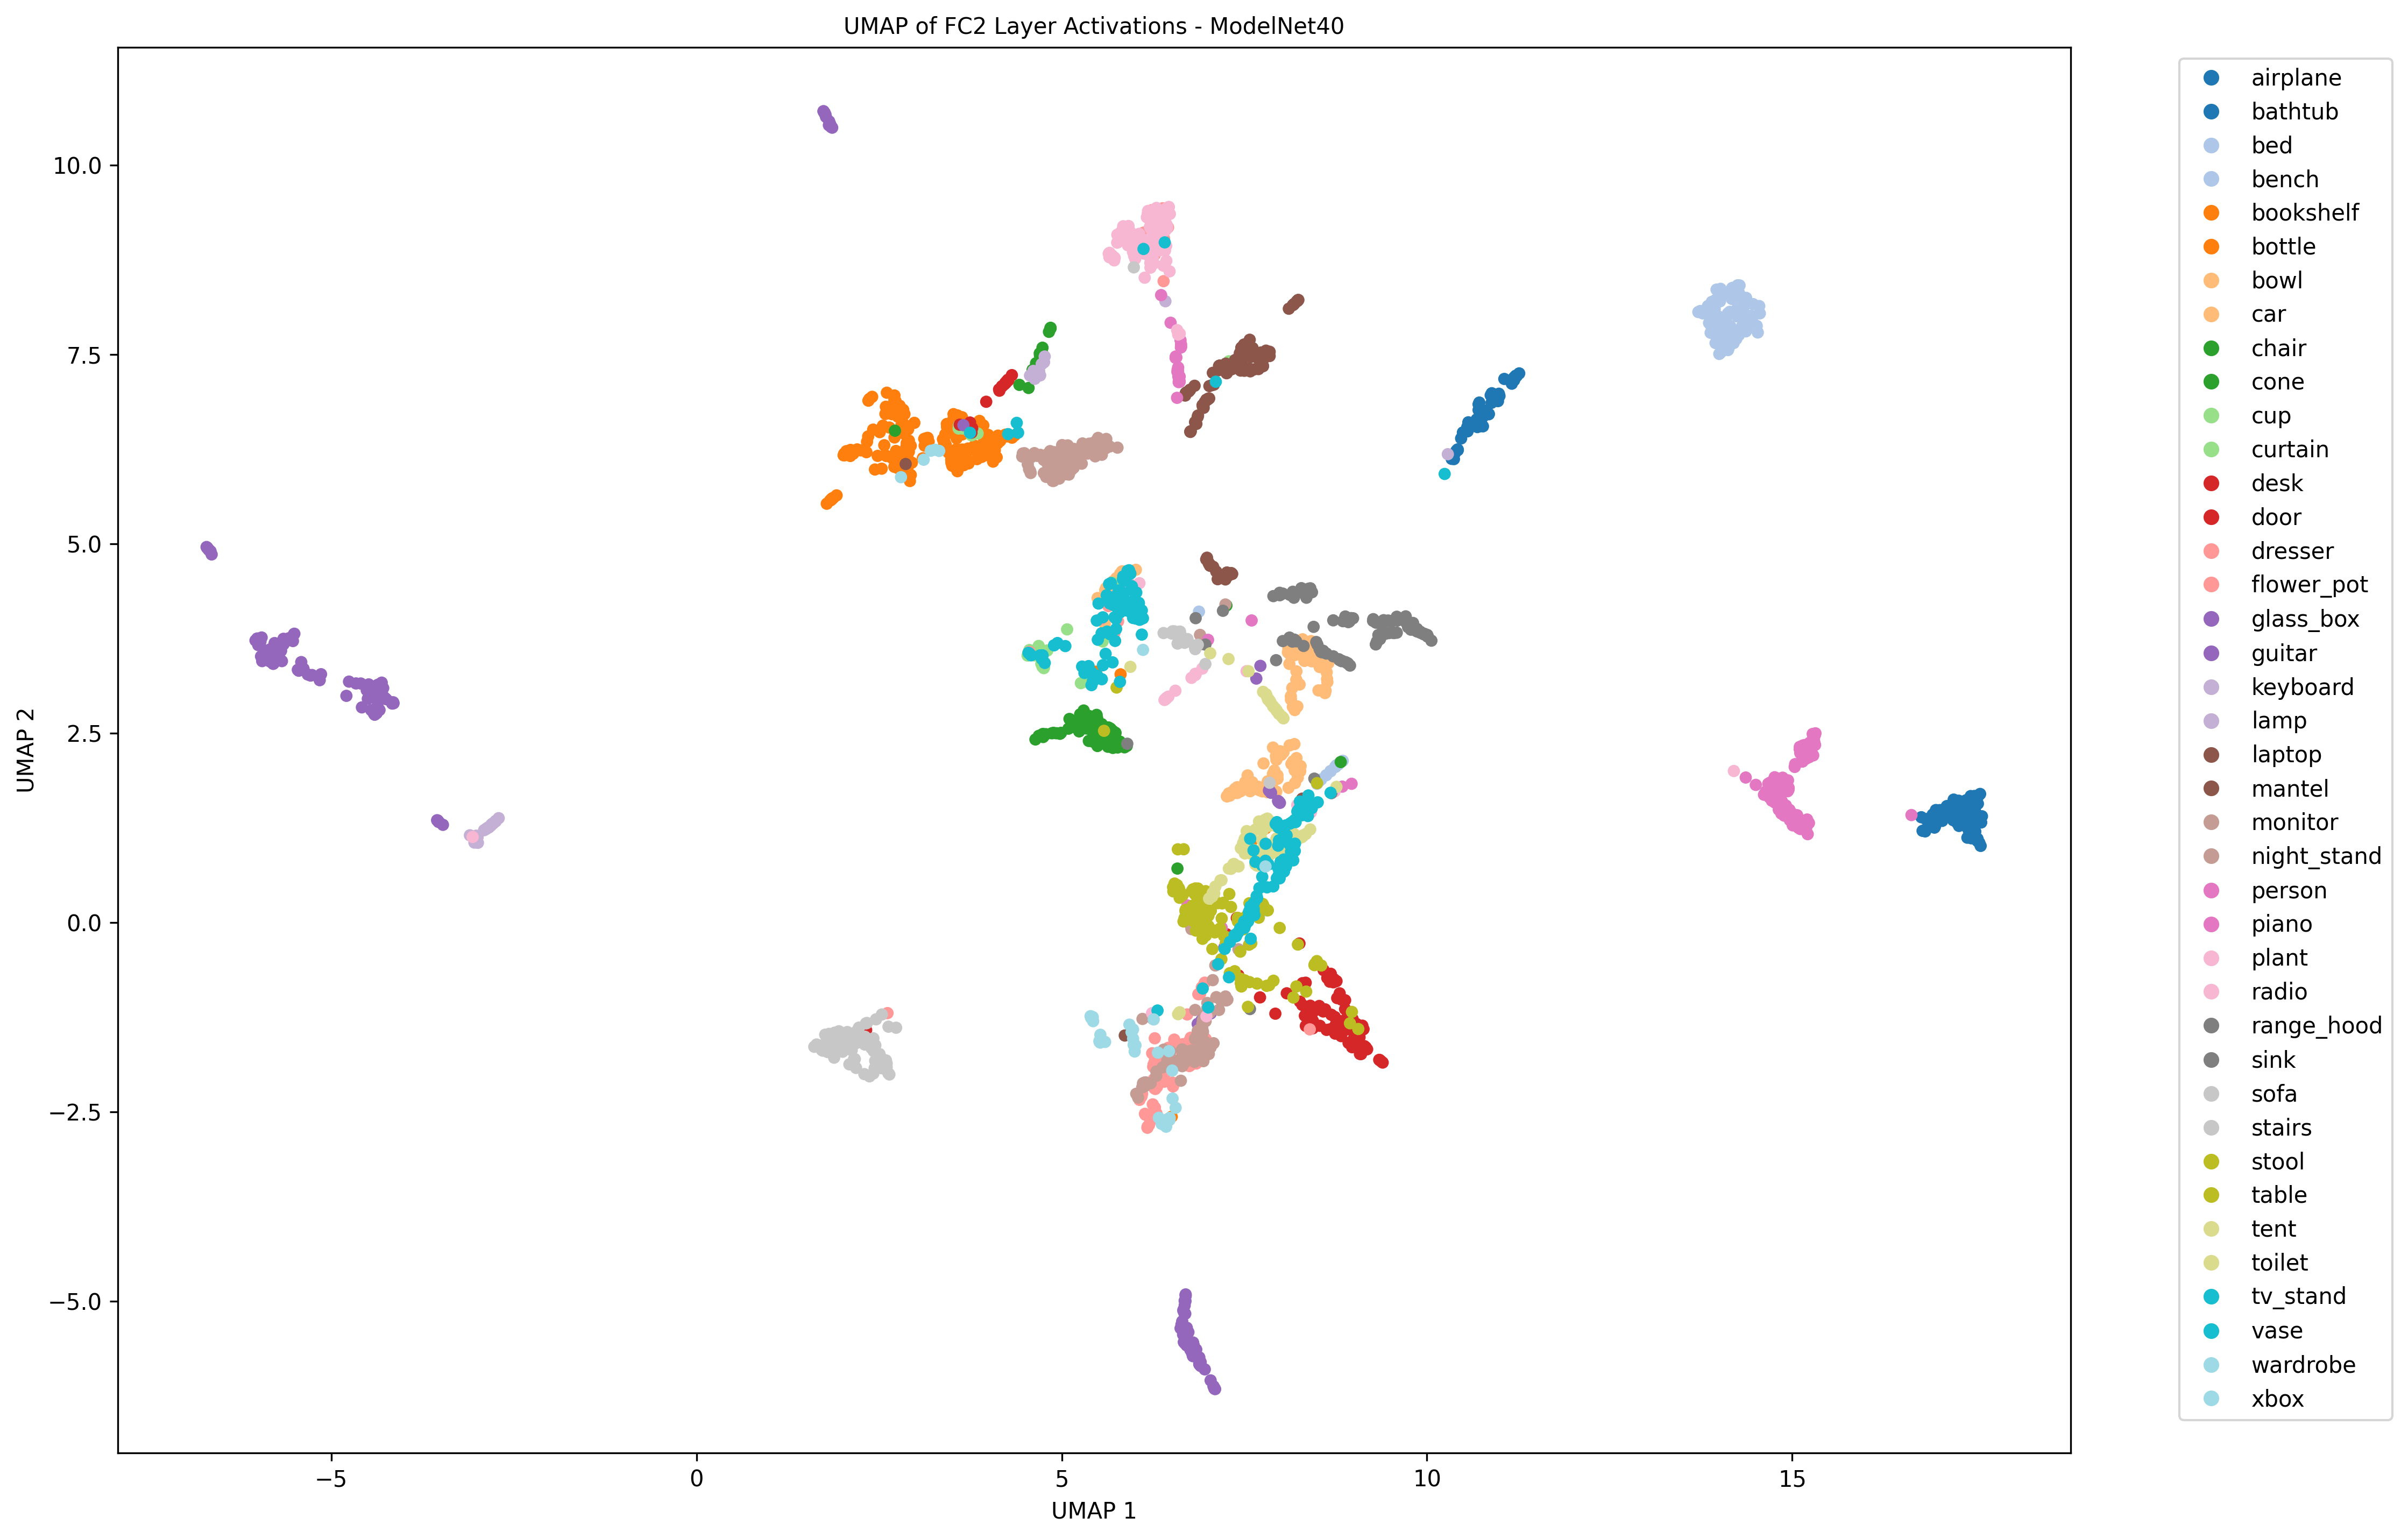 UMAP of FC2 Layer Activations - ModelNet40
10.0
7.5
5.0
2.5
0.0
−2.5
−5.0
UMAP 2
−5
0
5
10
15
UMAP 1
airplane
bathtub
bed
bench
bookshelf
bottle
bowl
car
chair
cone
cup
curtain
desk
door
dresser
flower_pot
glass_box
guitar
keyboard
lamp
laptop
mantel
monitor
night_stand
person
piano
plant
radio
range_hood
sink
sofa
stairs
stool
table
tent
toilet
tv_stand
vase
wardrobe
xbox